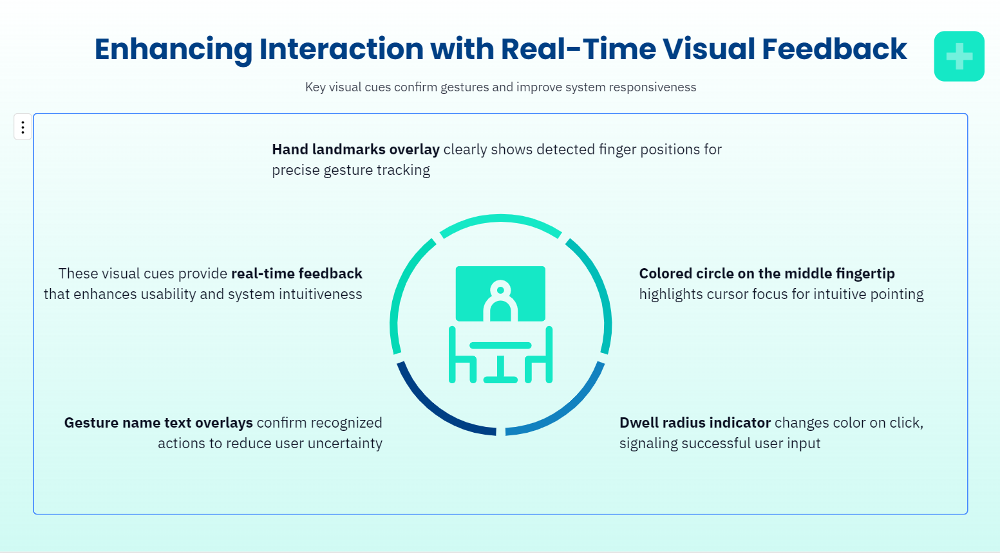 Enhancing Interaction with Real-Time Visual Feedback
Key visual cues confirm gestures and improve system responsiveness
Hand landmarks overlay clearly shows detected finger positions for
precise gesture tracking
These visual cues provide real-time feedback
that enhances usability and system intuitiveness
Colored circle on the middle fingertip
highlights cursor focus for intuitive pointing
Gesture name text overlays confirm recognized
actions to reduce user uncertainty
Dwell radius indicator changes color on click,
signaling successful user input